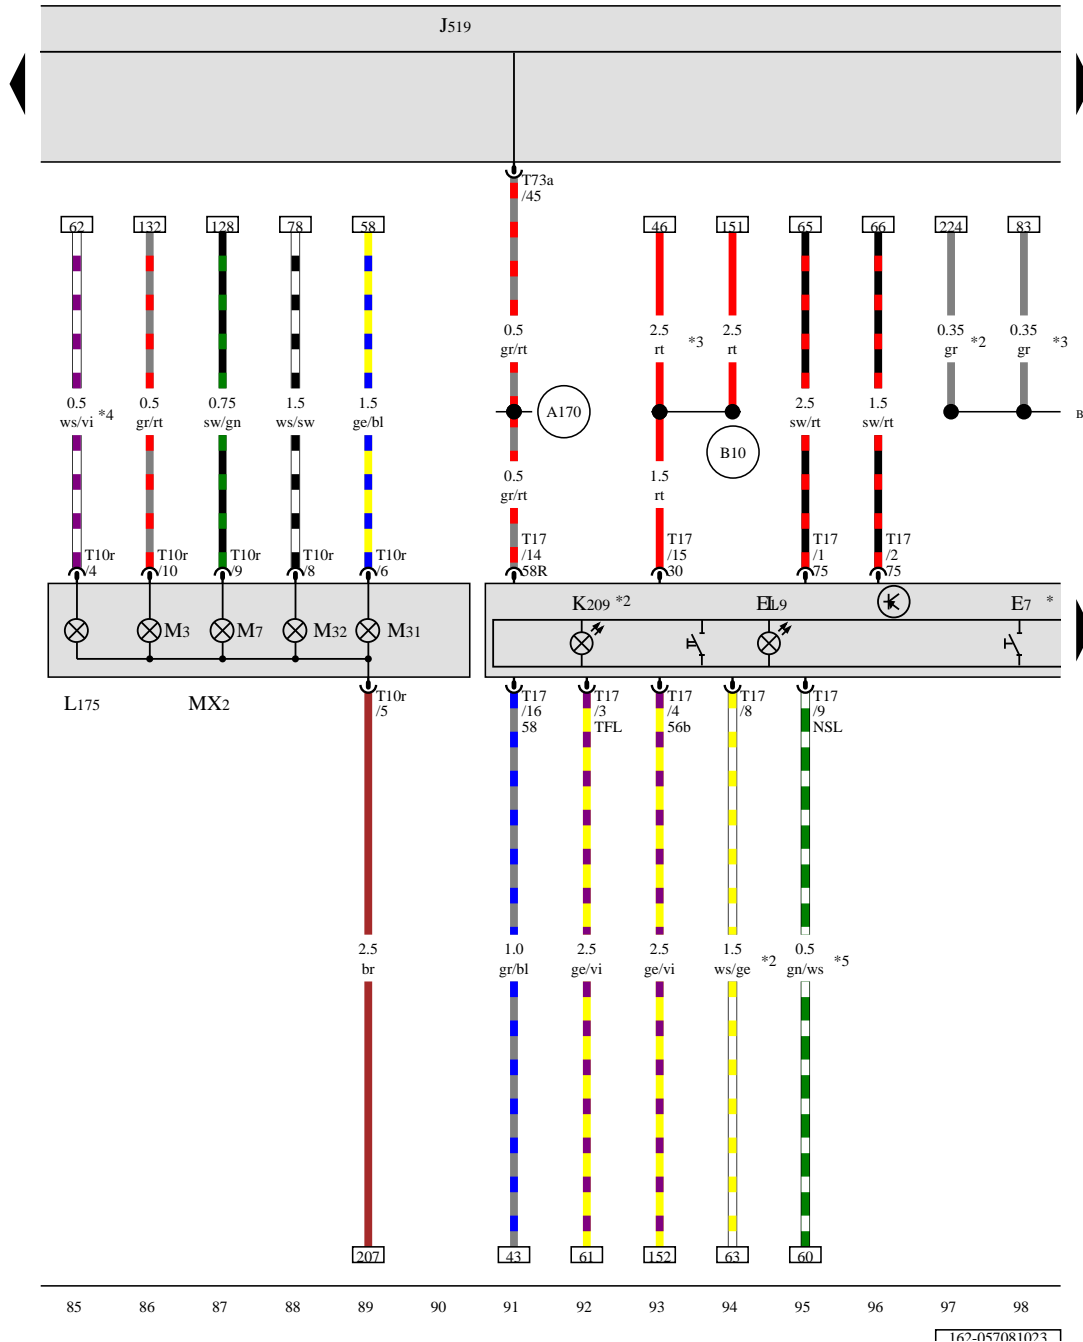 J519
T73a
/45
62 132 128 78 58 46 151 65 66 224 83
0.5
gr/rt
2.5
rt
*3
2.5
rt
0.35
gr
*2
0.35
gr
*3
0.5
ws/vi
*4
0.5
gr/rt
0.75
sw/gn
1.5
ws/sw
1.5
ge/bl
A170
2.5
sw/rt
1.5
sw/rt
B
B10
0.5
gr/rt
1.5
rt
T10r
/4
T10r
/10
T10r
/9
T10r
/8
T10r
/6
T17
/14
58R
T17
/15
30
T17
/1
75
T17
/2
75
K209 *2
L9
E7 *
M3 M7 M32 M31
L175 MX2
T10r
/5
T17
/16
58
T17
/3
TFL
T17
/4
56b
T17
/8
T17
/9
NSL
2.5
br
1.0
gr/bl
2.5
ge/vi
2.5
ge/vi
1.5
ws/ge
*2
0.5
gn/ws
*5
207 43 61 152 63 60
85 86 87 88 89 90 91 92 93 94 95 96 97 98
162-057081023